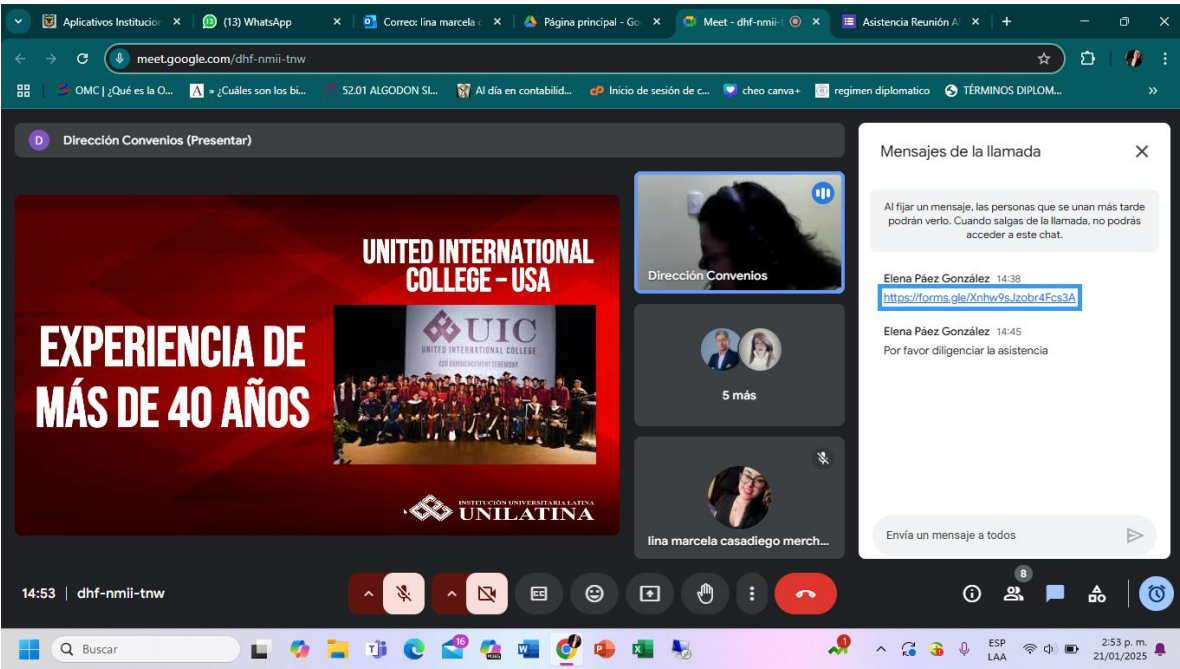 Aplicativos Institucior
(13) WhatsApp
Correo: lina marcela c
Página principal - Go
Meet - dhf-nmii-t
Asistencia Reunión A
meet.google.com/dhf-nmii-tnw
OMC | ¿Qué es la O...
» ¿Cuáles son los bi...
52.01 ALGODON SI...
Al día en contabilid...
Inicio de sesión de c...
cheo canva+
regimen diplomatico
TÉRMINOS DIPLOM...
D
Dirección Convenios (Presentar)
UNITED INTERNATIONAL
COLLEGE – USA
EXPERIENCIA DE
MÁS DE 40 AÑOS
UIC
UNITED INTERNATIONAL COLLEGE
INSTITUCIÓN UNIVERSITARIA LATINA
UNILATINA
Dirección Convenios
5 más
lina marcela casadiego merch...
Mensajes de la llamada
Al fijar un mensaje, las personas que se unan más tarde
podrán verlo. Cuando salgas de la llamada, no podrás
acceder a este chat.
Elena Páez González 14:38
https://forms.gle/Xnhw9sJzobr4Fcs3A
Elena Páez González 14:45
Por favor diligenciar la asistencia
Envía un mensaje a todos
14:53 | dhf-nmii-tnw
8
Buscar
16
ESP
LAA
2:53 p. m.
21/01/2025